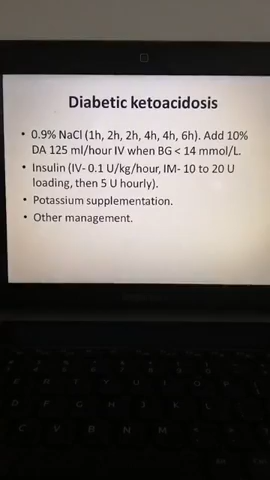 Diabetic ketoacidosis
• 0.9% NaCl (1h, 2h, 2h, 4h, 4h, 6h). Add 10%
DA 125 ml/hour IV when BG < 14 mmol/L.
• Insulin (IV- 0.1 U/kg/hour, IM- 10 to 20 U
loading, then 5 U hourly).
• Potassium supplementation.
• Other management.
E R T Y U I O P
D F G H J K L
C V B N M